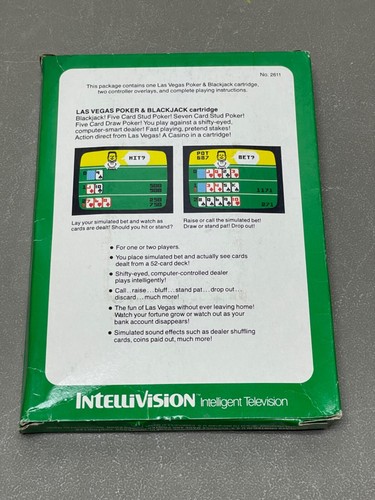 No. 2611
This package contains one Las Vegas Poker & Blackjack cartridge,
two controller overlays, and complete playing instructions.
LAS VEGAS POKER & BLACKJACK cartridge
Blackjack! Five Card Stud Poker! Seven Card Stud Poker!
Five Card Draw Poker! You play against a shifty-eyed,
computer-smart dealer! Fast playing, pretend stakes!
Action direct from Las Vegas! A Casino in a cartridge!
HIT?
POT
687
BET?
Lay your simulated bet and watch as
cards are dealt! Should you hit or stand?
Raise or call the simulated bet!
Draw or stand pat! Drop out!
• For one or two players.
• You place simulated bet and actually see cards
dealt from a 52-card deck!
• Shifty-eyed, computer-controlled dealer
plays intelligently!
• Call...raise...bluff...stand pat...drop out...
discard...much more!
• The fun of Las Vegas without ever leaving home!
Watch your fortune grow or watch out as your
bank account disappears!
• Simulated sound effects such as dealer shuffling
cards, coins paid out, much more!
INTELLIVISION Intelligent Television